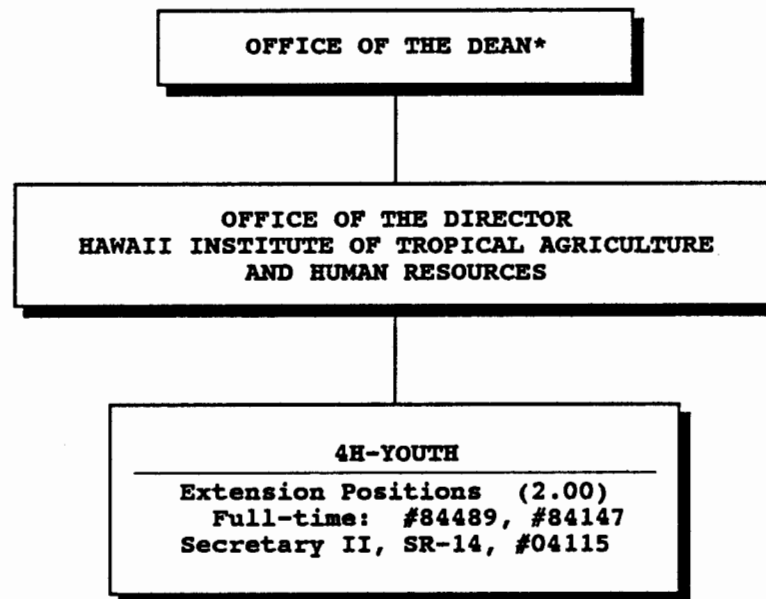 OFFICE OF THE DEAN*
OFFICE OF THE DIRECTOR
HAWAII INSTITUTE OF TROPICAL AGRICULTURE
AND HUMAN RESOURCES
4H-YOUTH
Extension Positions (2.00)
Full-time: #84489, #84147
Secretary II, SR-14, #04115